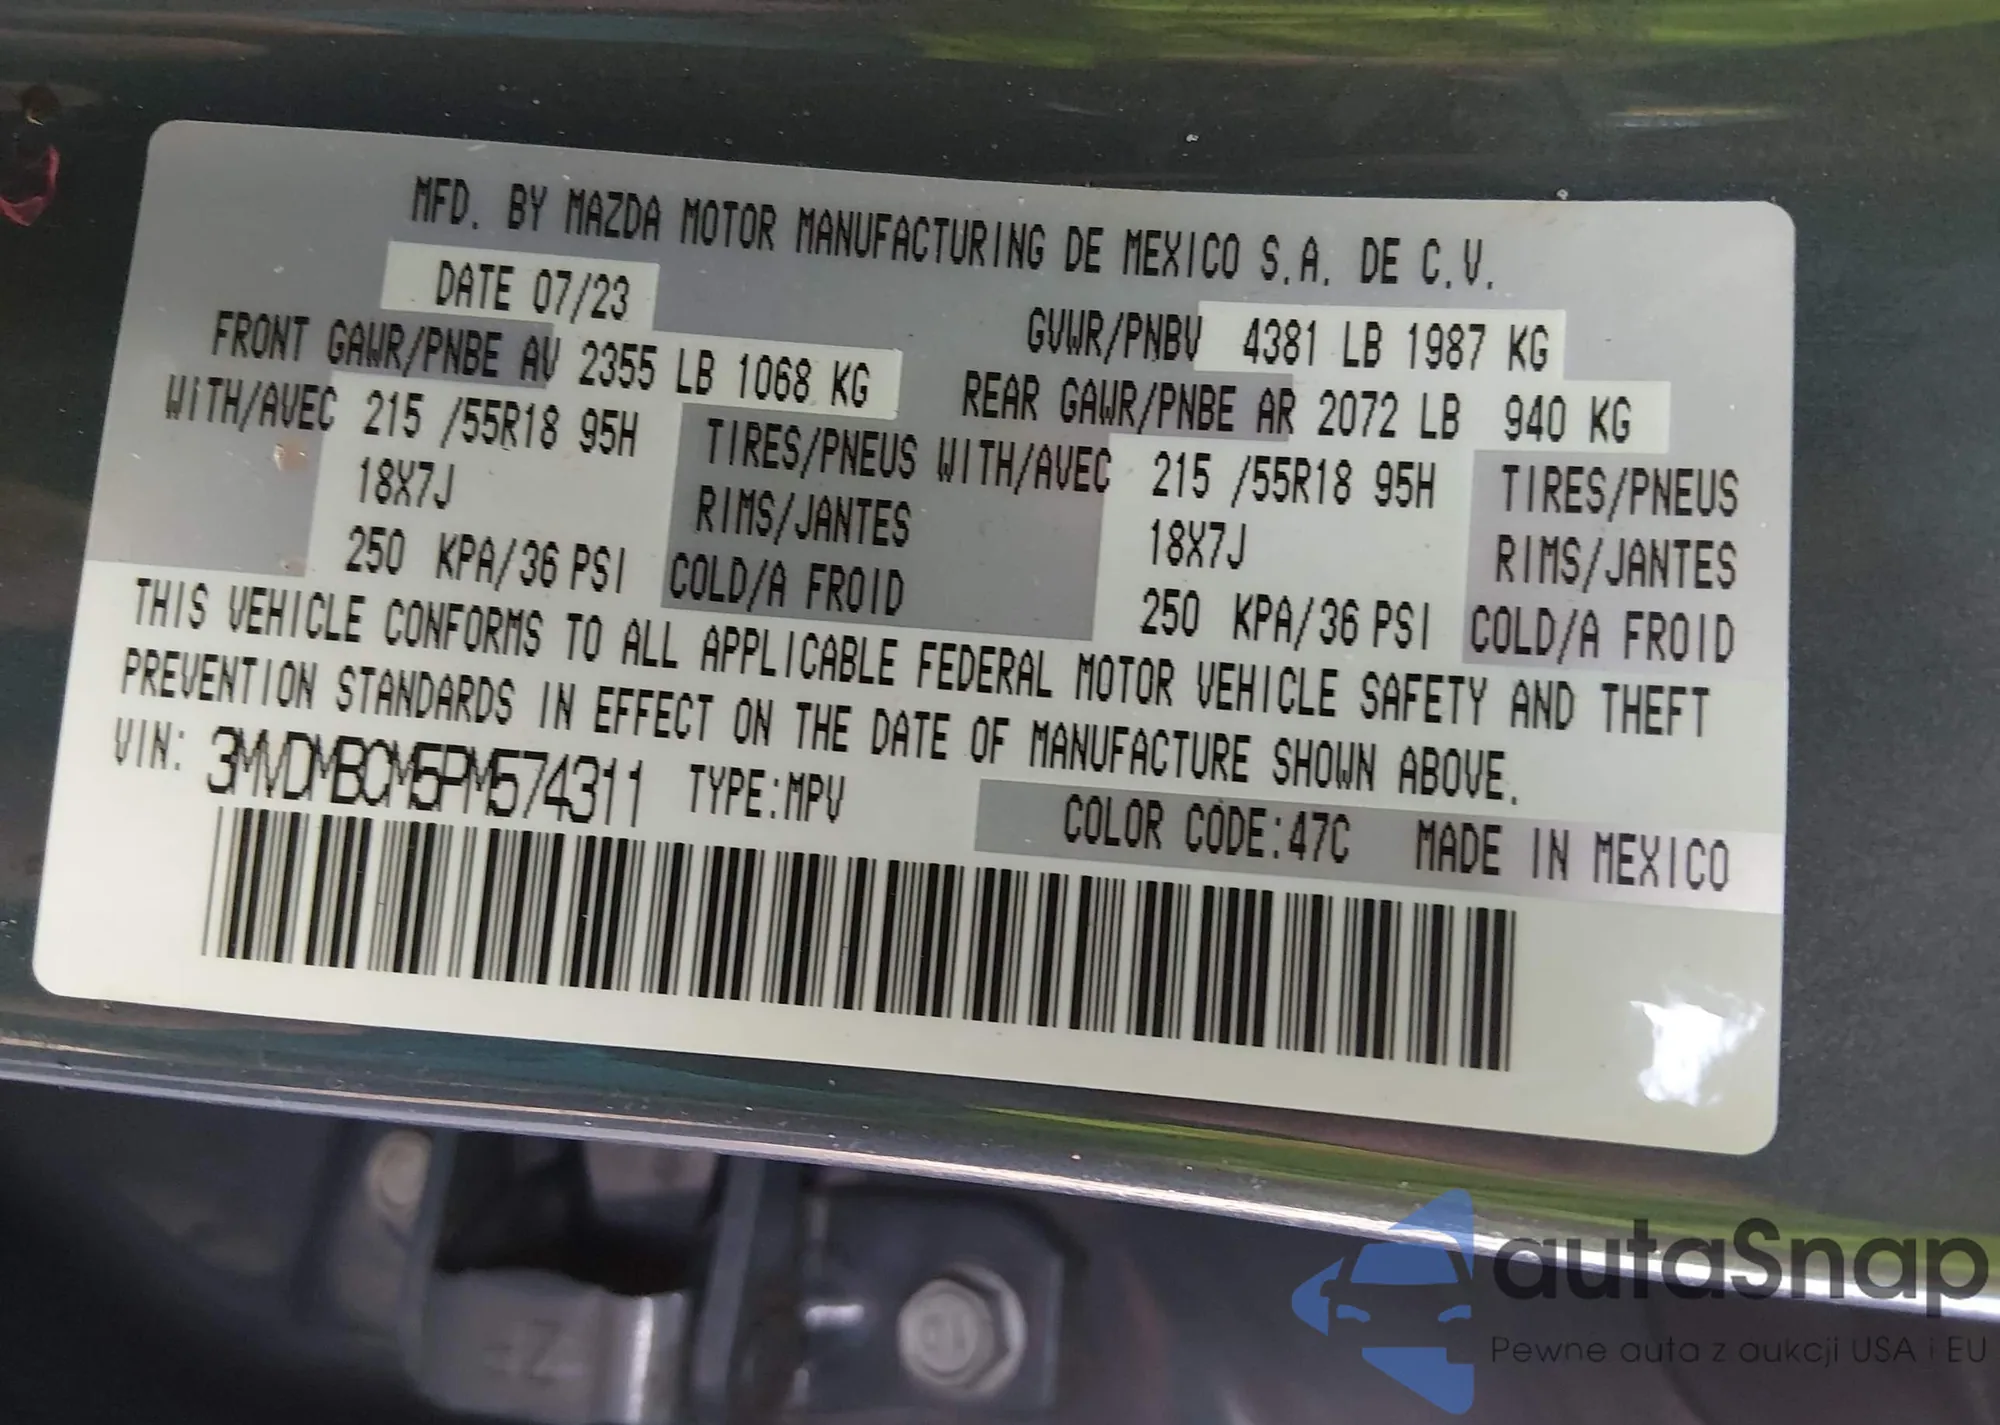 MFD. BY MAZDA MOTOR MANUFACTURING DE MEXICO S.A. DE C.V.
DATE 07/23
GVWR/PNBV 4381 LB 1987 KG
FRONT GAWR/PNBE AV 2355 LB 1068 KG
REAR GAWR/PNBE AR 2072 LB 940 KG
WITH/AVEC 215 /55R18 95H TIRES/PNEUS WITH/AVEC 215 /55R18 95H TIRES/PNEUS
18X7J RIMS/JANTES 18X7J RIMS/JANTES
250 KPA/36 PSI COLD/A FROID 250 KPA/36 PSI COLD/A FROID
THIS VEHICLE CONFORMS TO ALL APPLICABLE FEDERAL MOTOR VEHICLE SAFETY AND THEFT
PREVENTION STANDARDS IN EFFECT ON THE DATE OF MANUFACTURE SHOWN ABOVE.
VIN: 3MVDMBCM5PM574311 TYPE:MPV
COLOR CODE:47C MADE IN MEXICO
autaSnap
Pewne auta z aukcji USA i EU